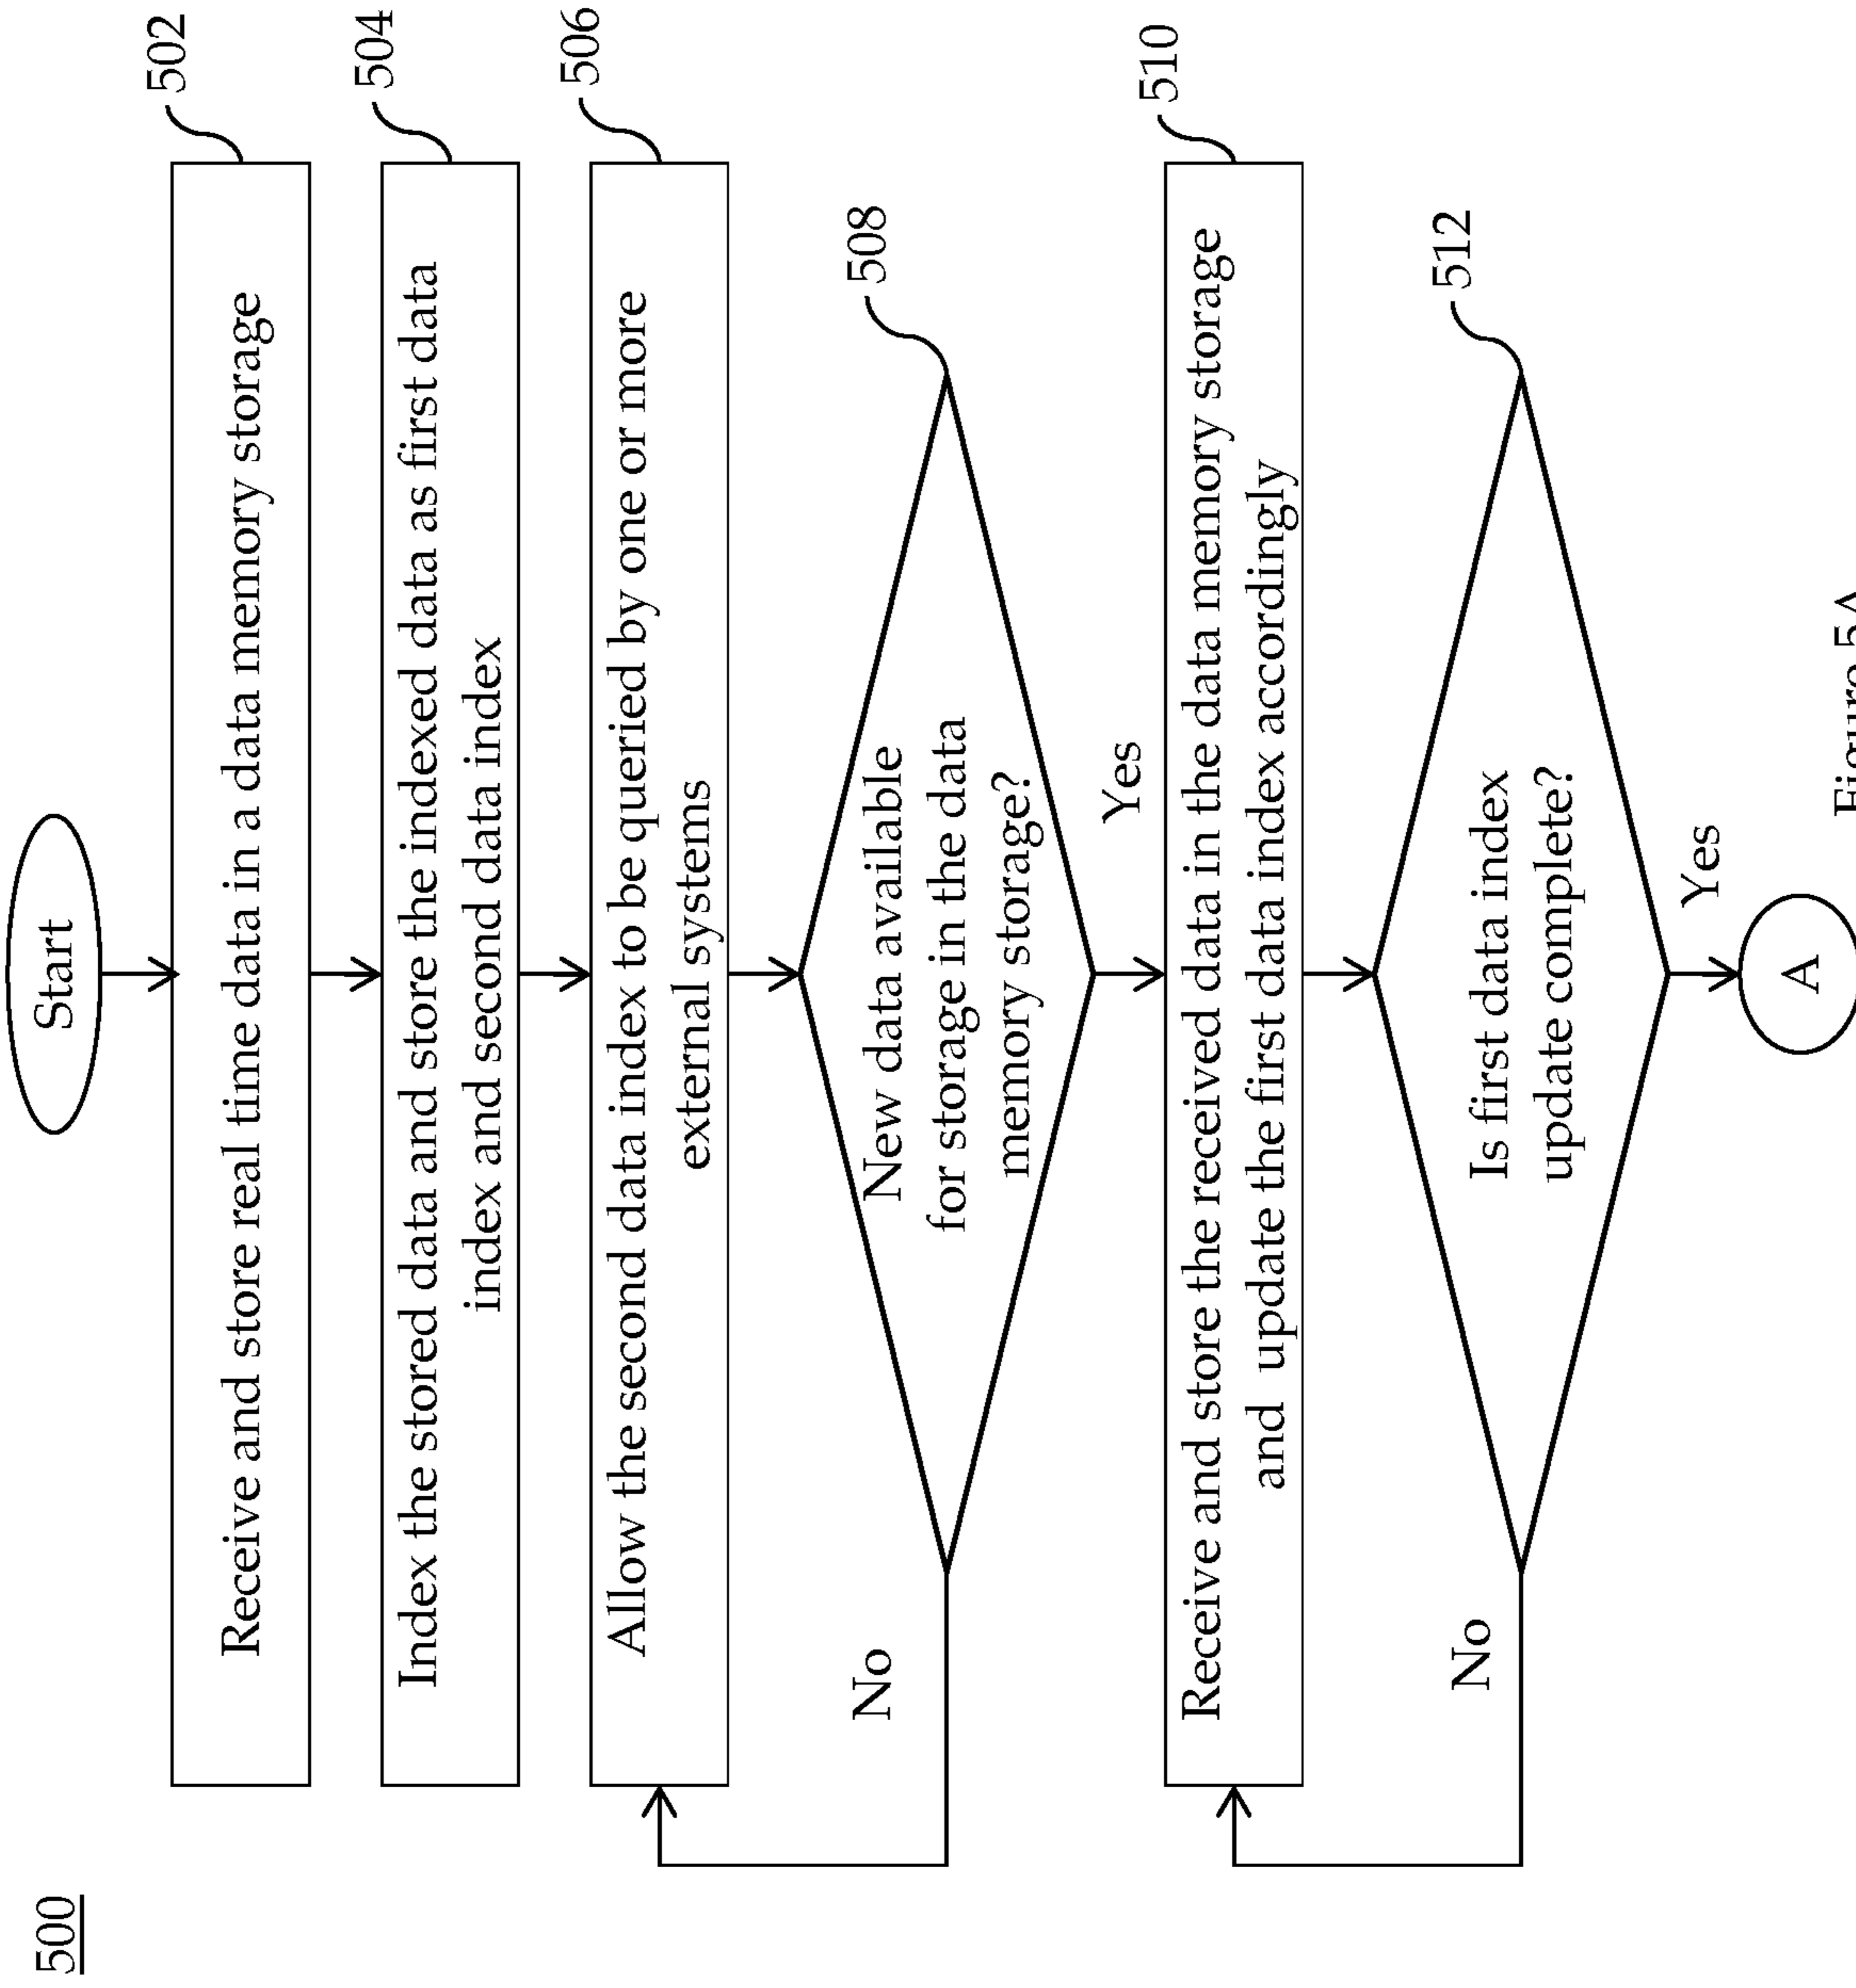 500
Start
Receive and store real time data in a data memory storage
502
Index the stored data and store the indexed data as first data
index and second data index
504
Allow the second data index to be queried by one or more
external systems
506
New data available
for storage in the data
memory storage?
508
No
Yes
Receive and store the received data in the data memory storage
and update the first data index accordingly
510
Is first data index
update complete?
512
No
Yes
A
Figure 5A